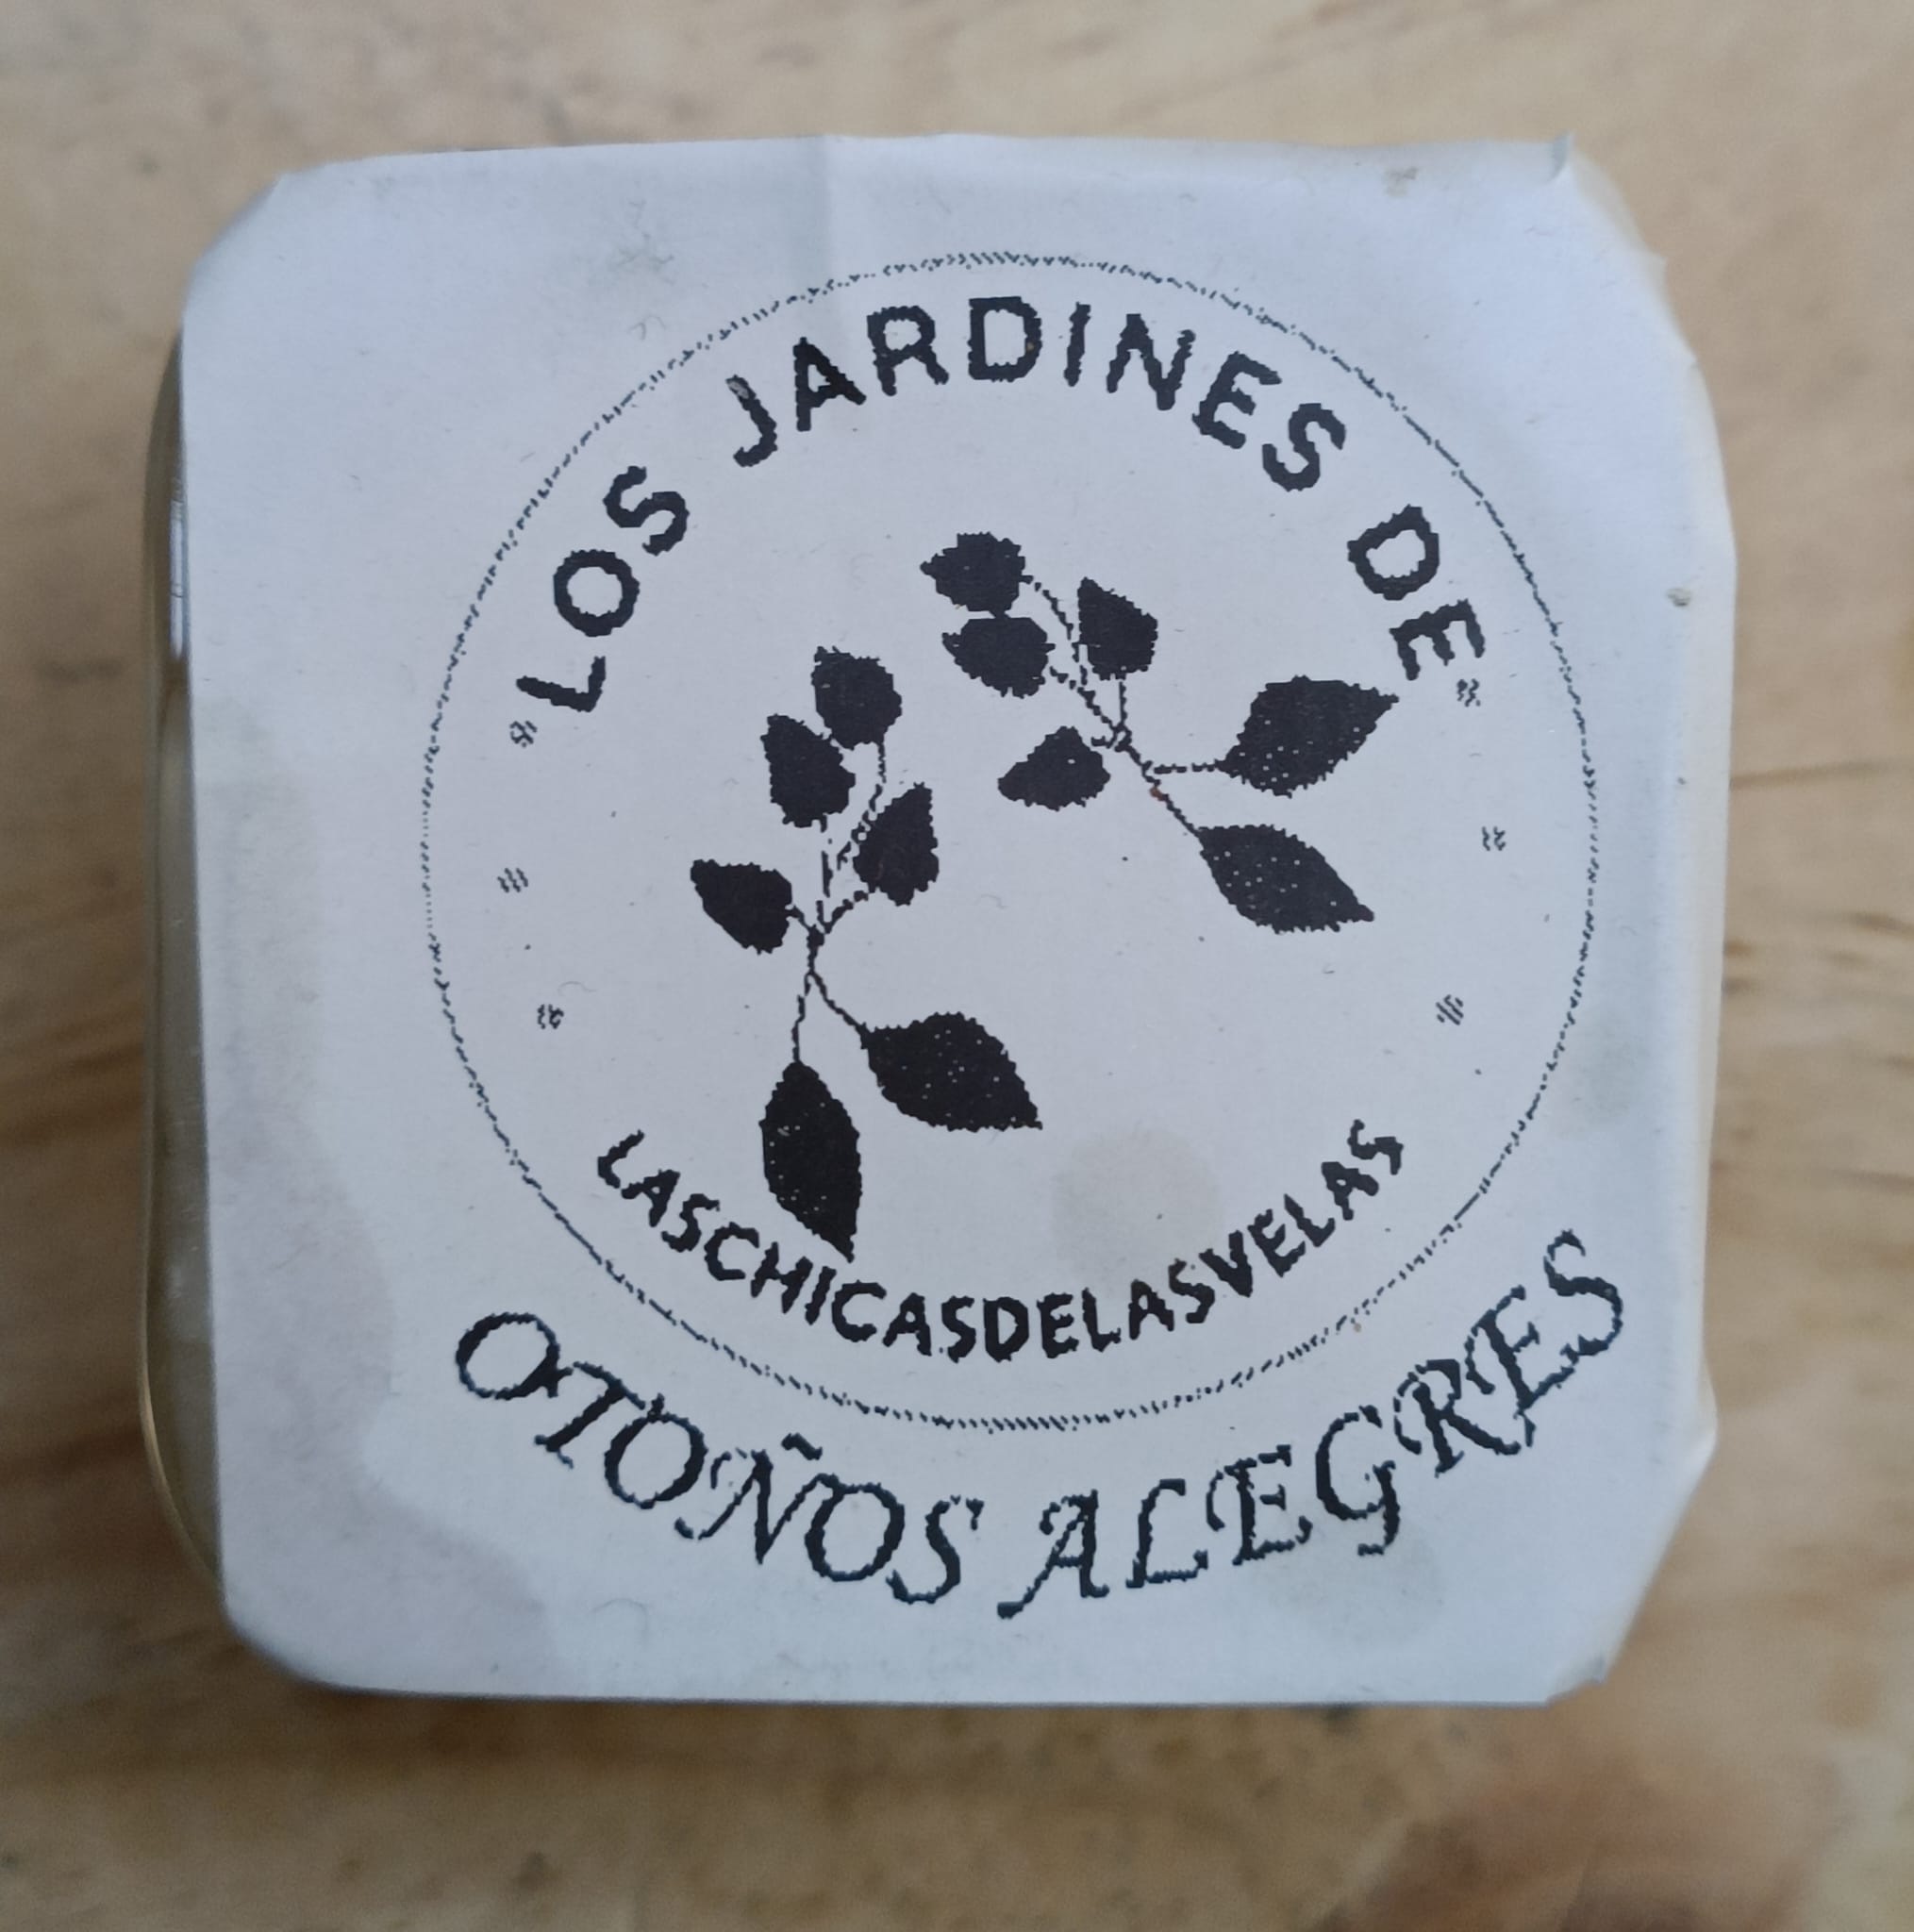 LOS JARDINES DE
LASCHICASDELASVELAS
OTOÑOS ALEGRES